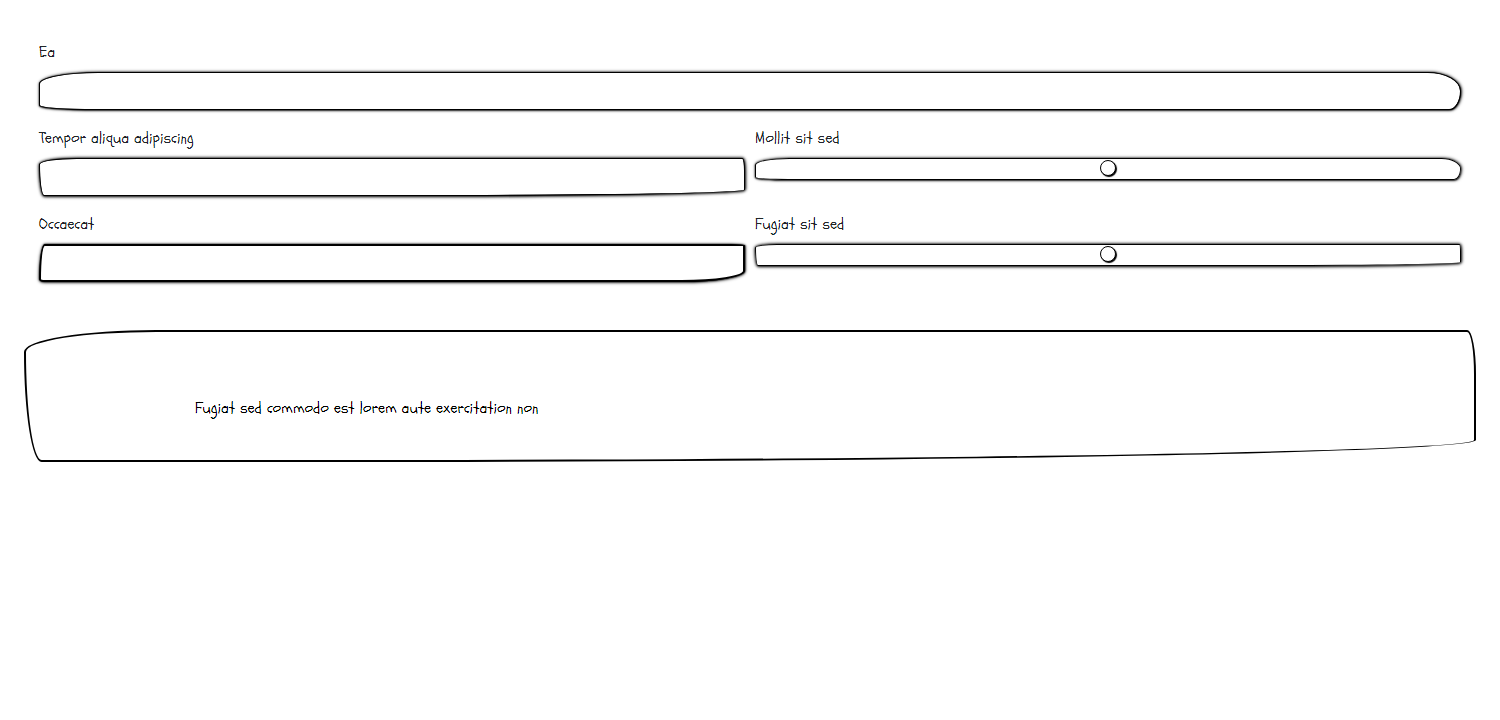 Ea
Tempor aliqua adipiscing
Mollit sit sed
Occaecat
Fugiat sit sed
Fugiat sed commodo est lorem aute exercitation non